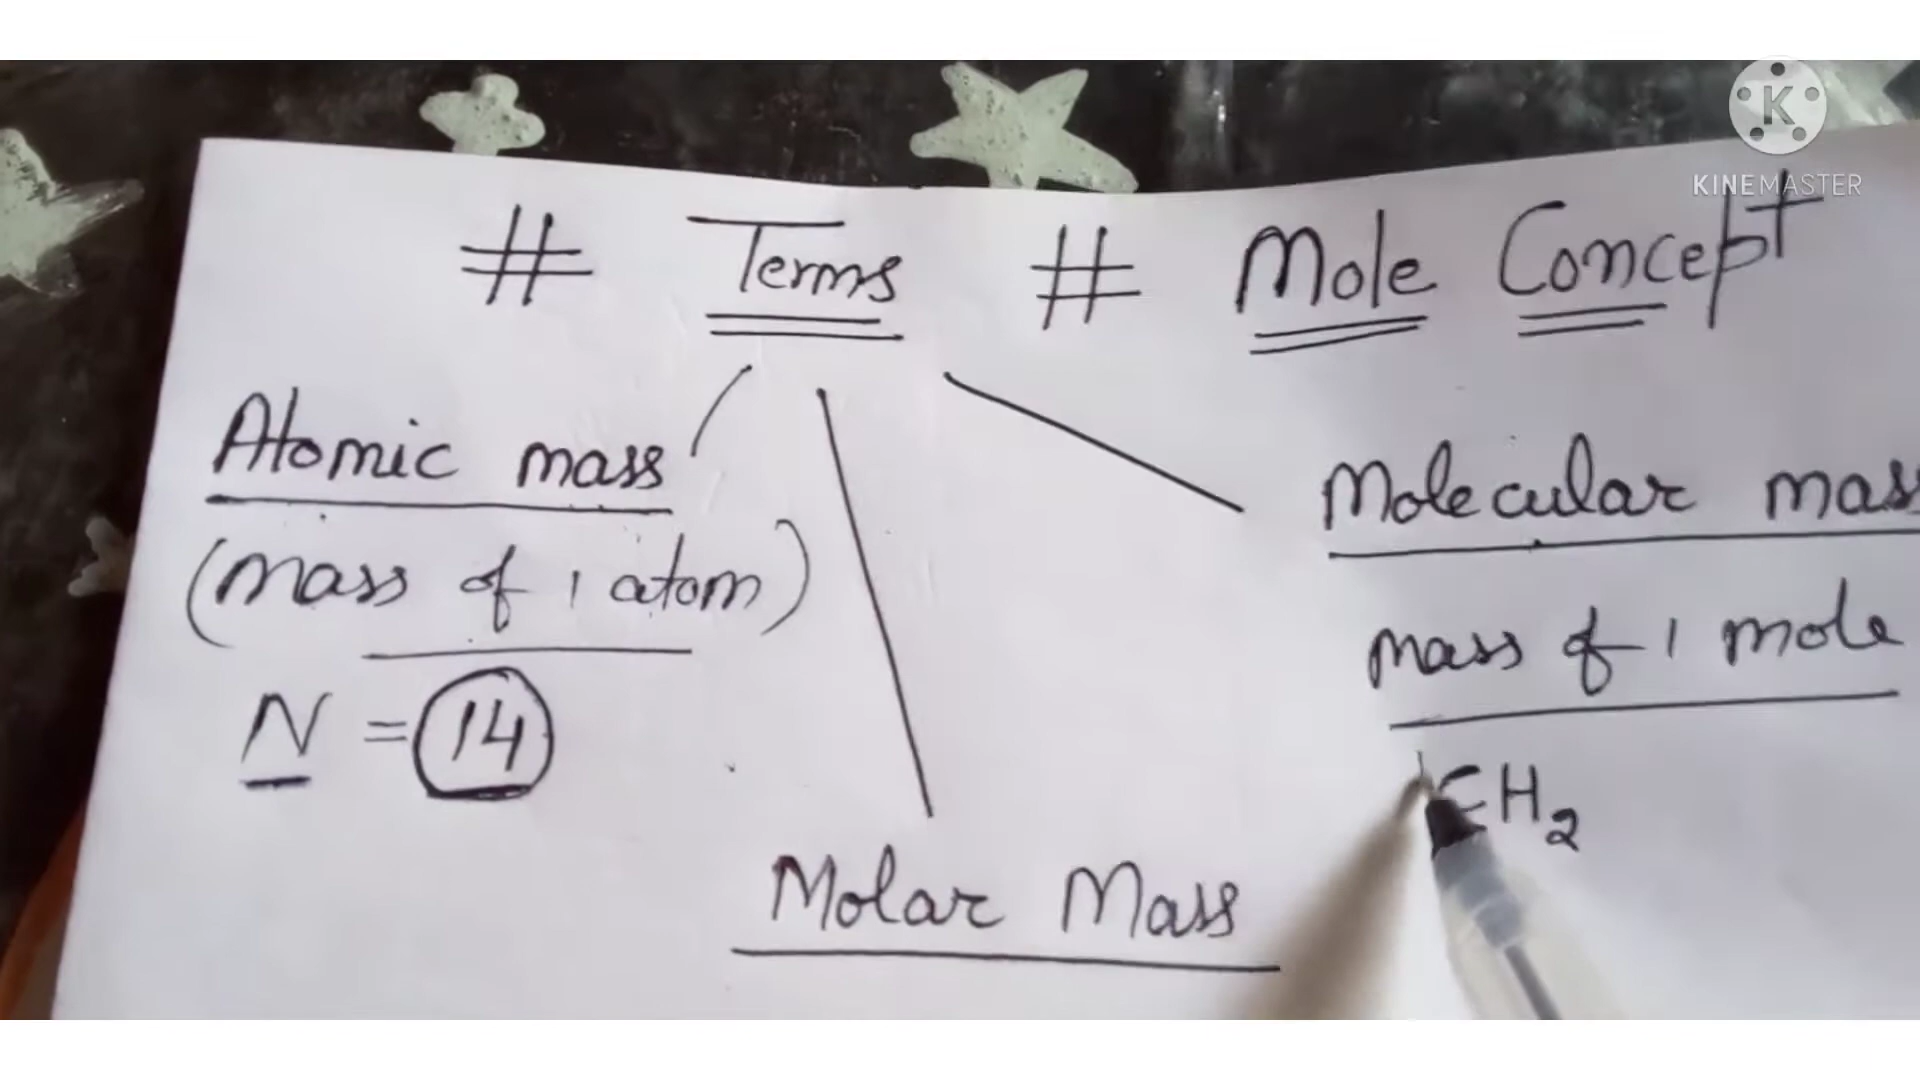 K
KINEMASTER
# Terms # Mole Concept
Atomic mass
(Mass of 1 atom)
N = 14
Molecular mass
Mass of 1 mole
CH2
Molar Mass